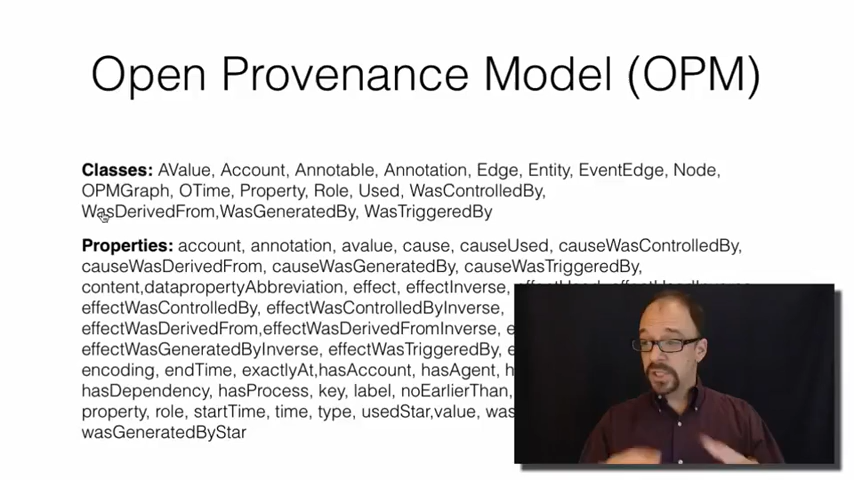 Open Provenance Model (OPM)
Classes: AValue, Account, Annotable, Annotation, Edge, Entity, EventEdge, Node,
OPMGraph, OTime, Property, Role, Used, WasControlledBy,
WasDerivedFrom,WasGeneratedBy, WasTriggeredBy
Properties: account, annotation, avalue, cause, causeUsed, causeWasControlledBy,
causeWasDerivedFrom, causeWasGeneratedBy, causeWasTriggeredBy,
content,datapropertyAbbreviation, effect, effectInverse,
effectWasControlledBy, effectWasControlledByInverse,
effectWasDerivedFrom,effectWasDerivedFromInverse,
effectWasGeneratedByInverse, effectWasTriggeredBy,
encoding, endTime, exactlyAt,hasAccount, hasAgent,
hasDependency, hasProcess, key, label, noEarlierThan,
property, role, startTime, time, type, usedStar,value,
wasGeneratedByStar